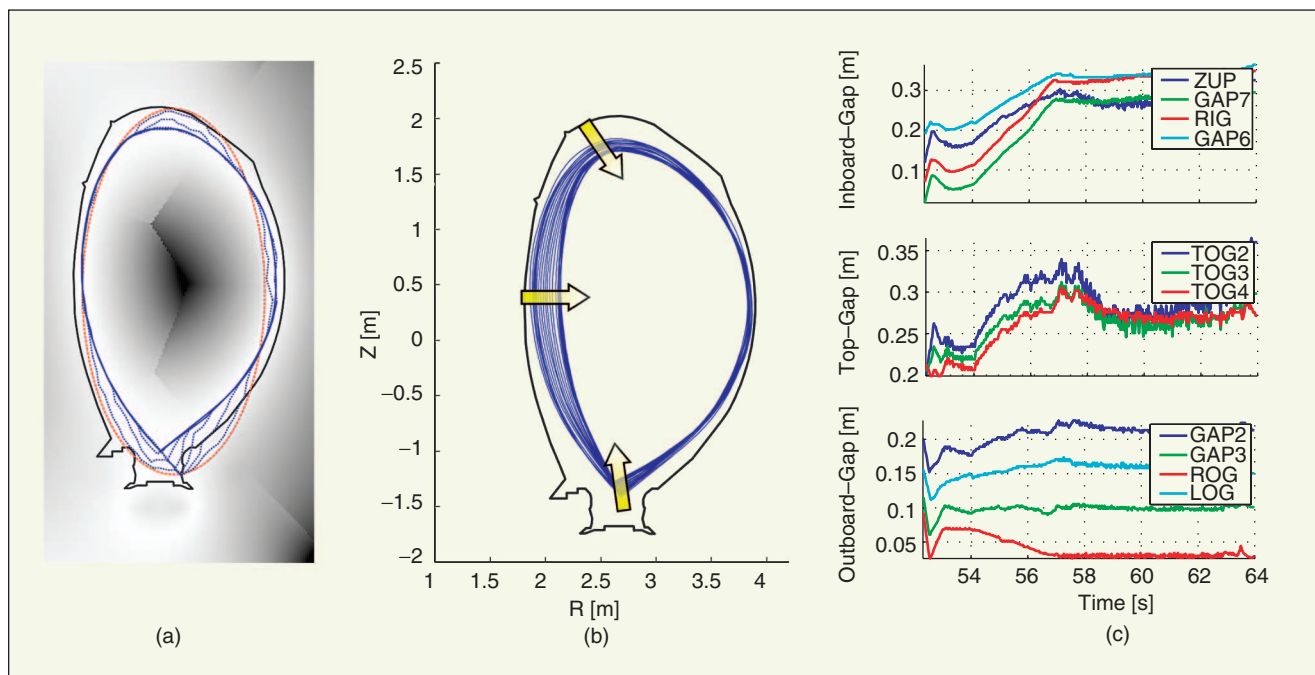 2.5
2
1.5
1
0.5
0
−0.5
−1
−1.5
−2
Z [m]
1 1.5 2 2.5 3 3.5 4
R [m]
Inboard–Gap [m]
0.3
0.2
0.1
ZUP
GAP7
RIG
GAP6
Top–Gap [m]
0.35
0.3
0.25
0.2
TOG2
TOG3
TOG4
Outboard–Gap [m]
0.2
0.15
0.1
0.05
GAP2
GAP3
ROG
LOG
54 56 58 60 62 64
Time [s]
(a) (b) (c)